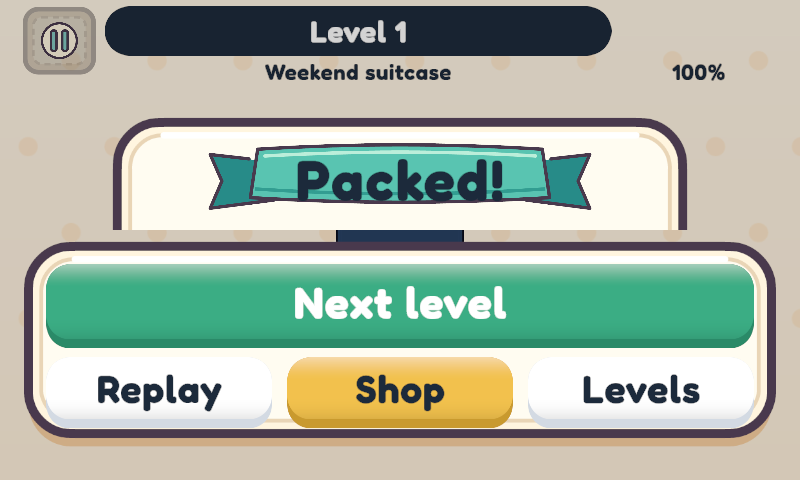 Level 1
Weekend suitcase 100%
Packed!
Next level
Replay Shop Levels